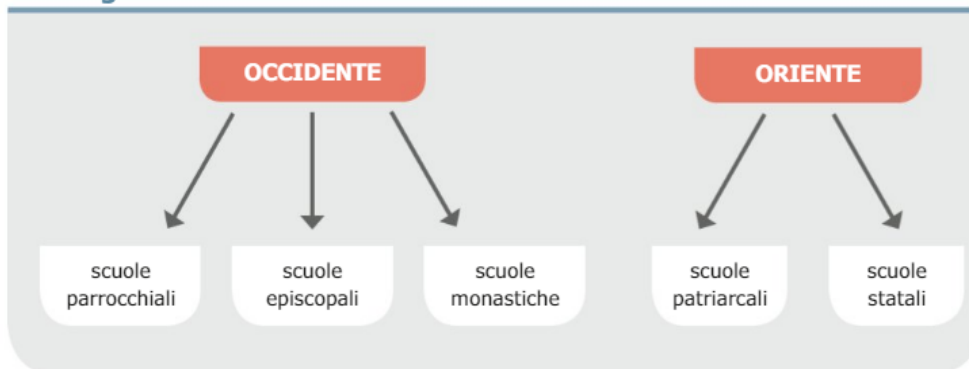 OCCIDENTE
ORIENTE
scuole
parrocchiali
scuole
episcopali
scuole
monastiche
scuole
patriarcali
scuole
statali